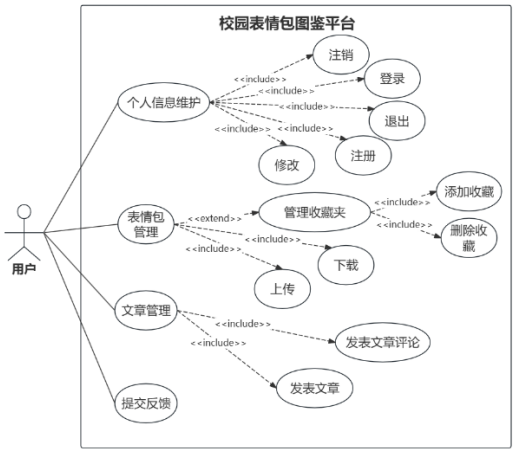 校园表情包图鉴平台
注销
<<include>>
登录
<<include>>
个人信息维护
<<include>>
退出
<<include>>
<<include>>
注册
修改
添加收藏
<<include>>
表情包
管理
<<extend>>
管理收藏夹
<<include>>
删除收
藏
<<include>>
<<include>>
下载
用户
上传
文章管理
<<include>>
发表文章评论
<<include>>
发表文章
提交反馈